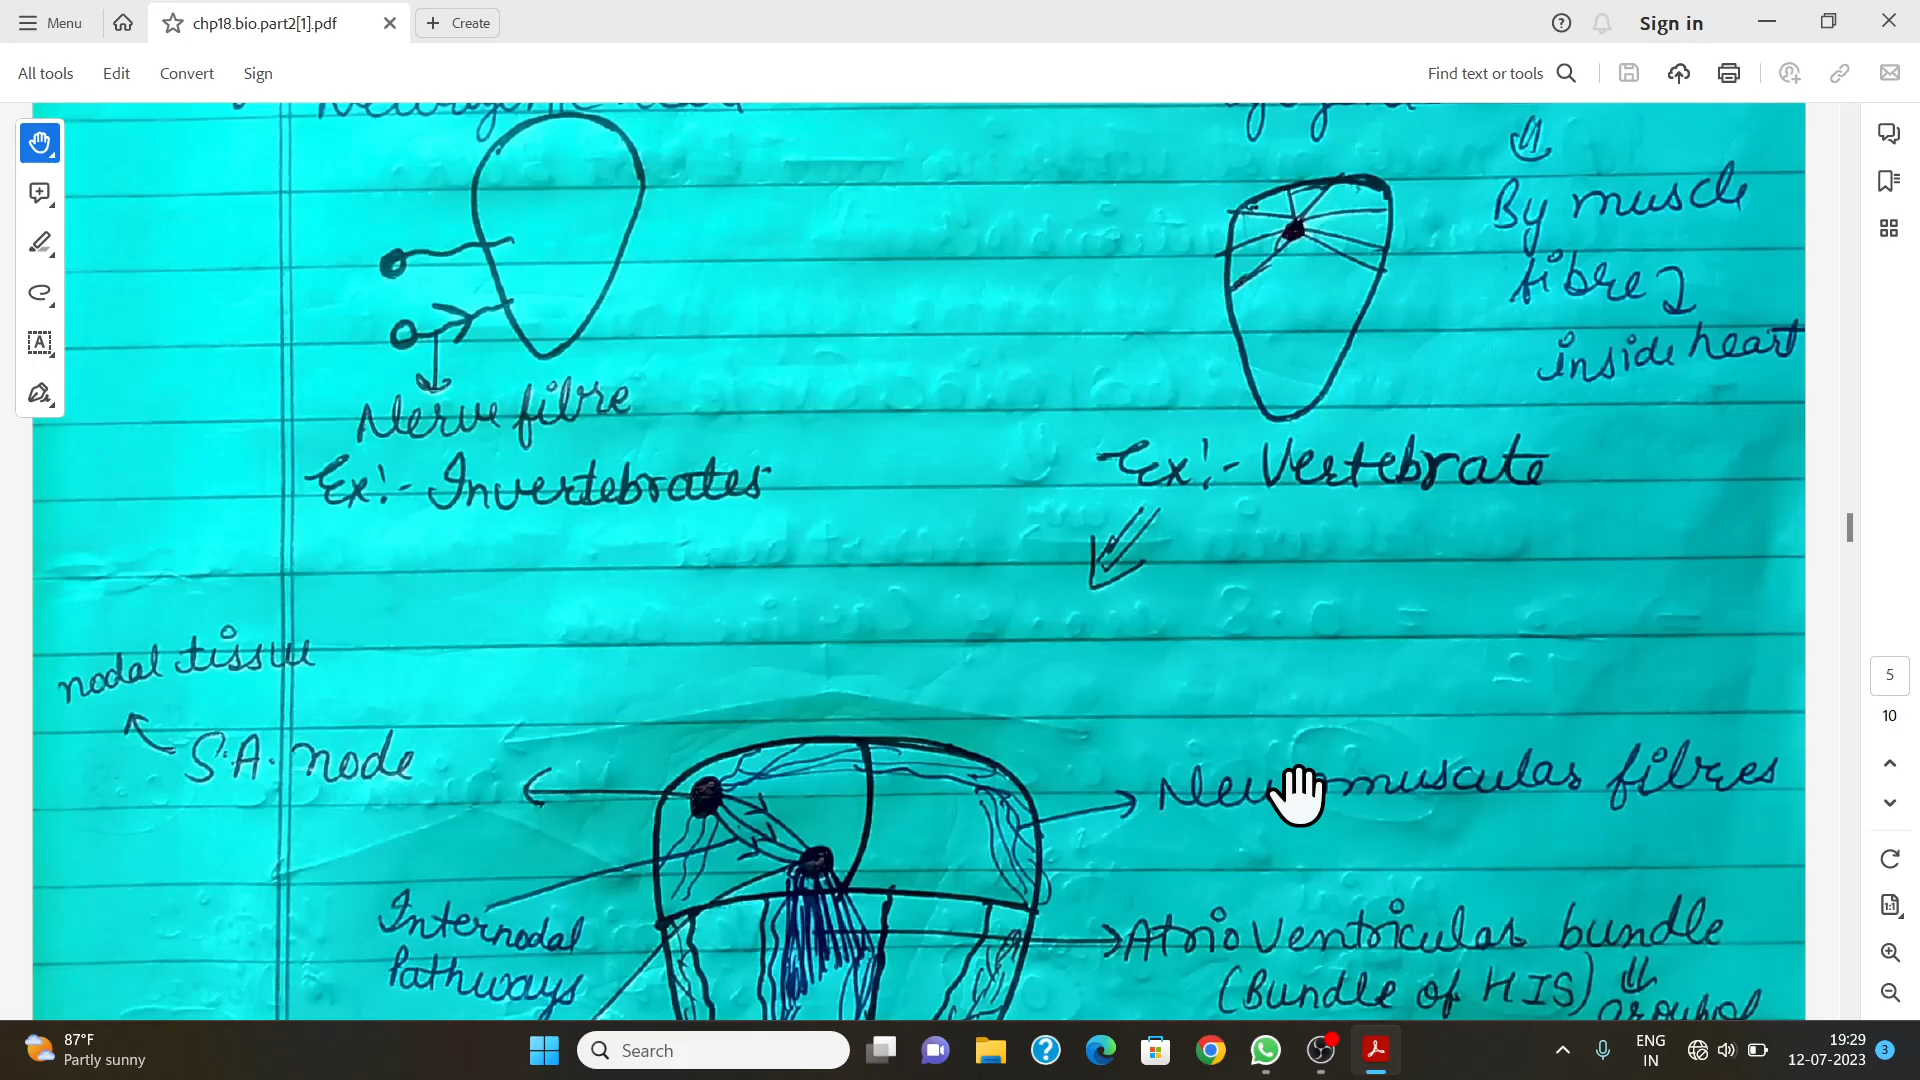 Menu
chp18.bio.part2[1].pdf
Create
Sign in
All tools
Edit
Convert
Sign
Find text or tools
By muscle
fibre
inside heart
Nerve fibre
Ex:- Invertebrates
Ex:- Vertebrate
nodal tissue
S.A. node
muscular fibres
Internodal
Pathways
AtrioVentricular bundle
(Bundle of HIS)
5
10
87°F
Partly sunny
Search
ENG
IN
19:29
12-07-2023
3